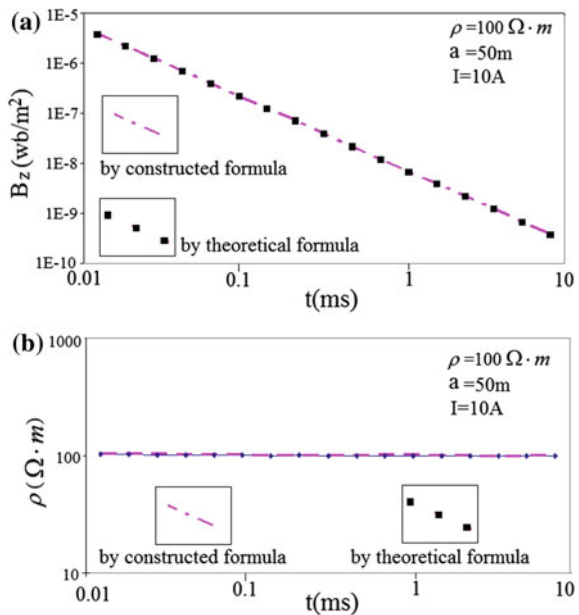 (a)
1E-5
1E-6
1E-7
1E-8
1E-9
1E-10
B_z(wb/m²)
ρ=100 Ω·m
a=50m
I=10A
by constructed formula
by theoretical formula
0.01 0.1 1 10
t(ms)
(b)
1000
100
10
ρ(Ω·m)
ρ=100 Ω·m
a=50m
I=10A
by constructed formula
by theoretical formula
0.01 0.1 1 10
t(ms)